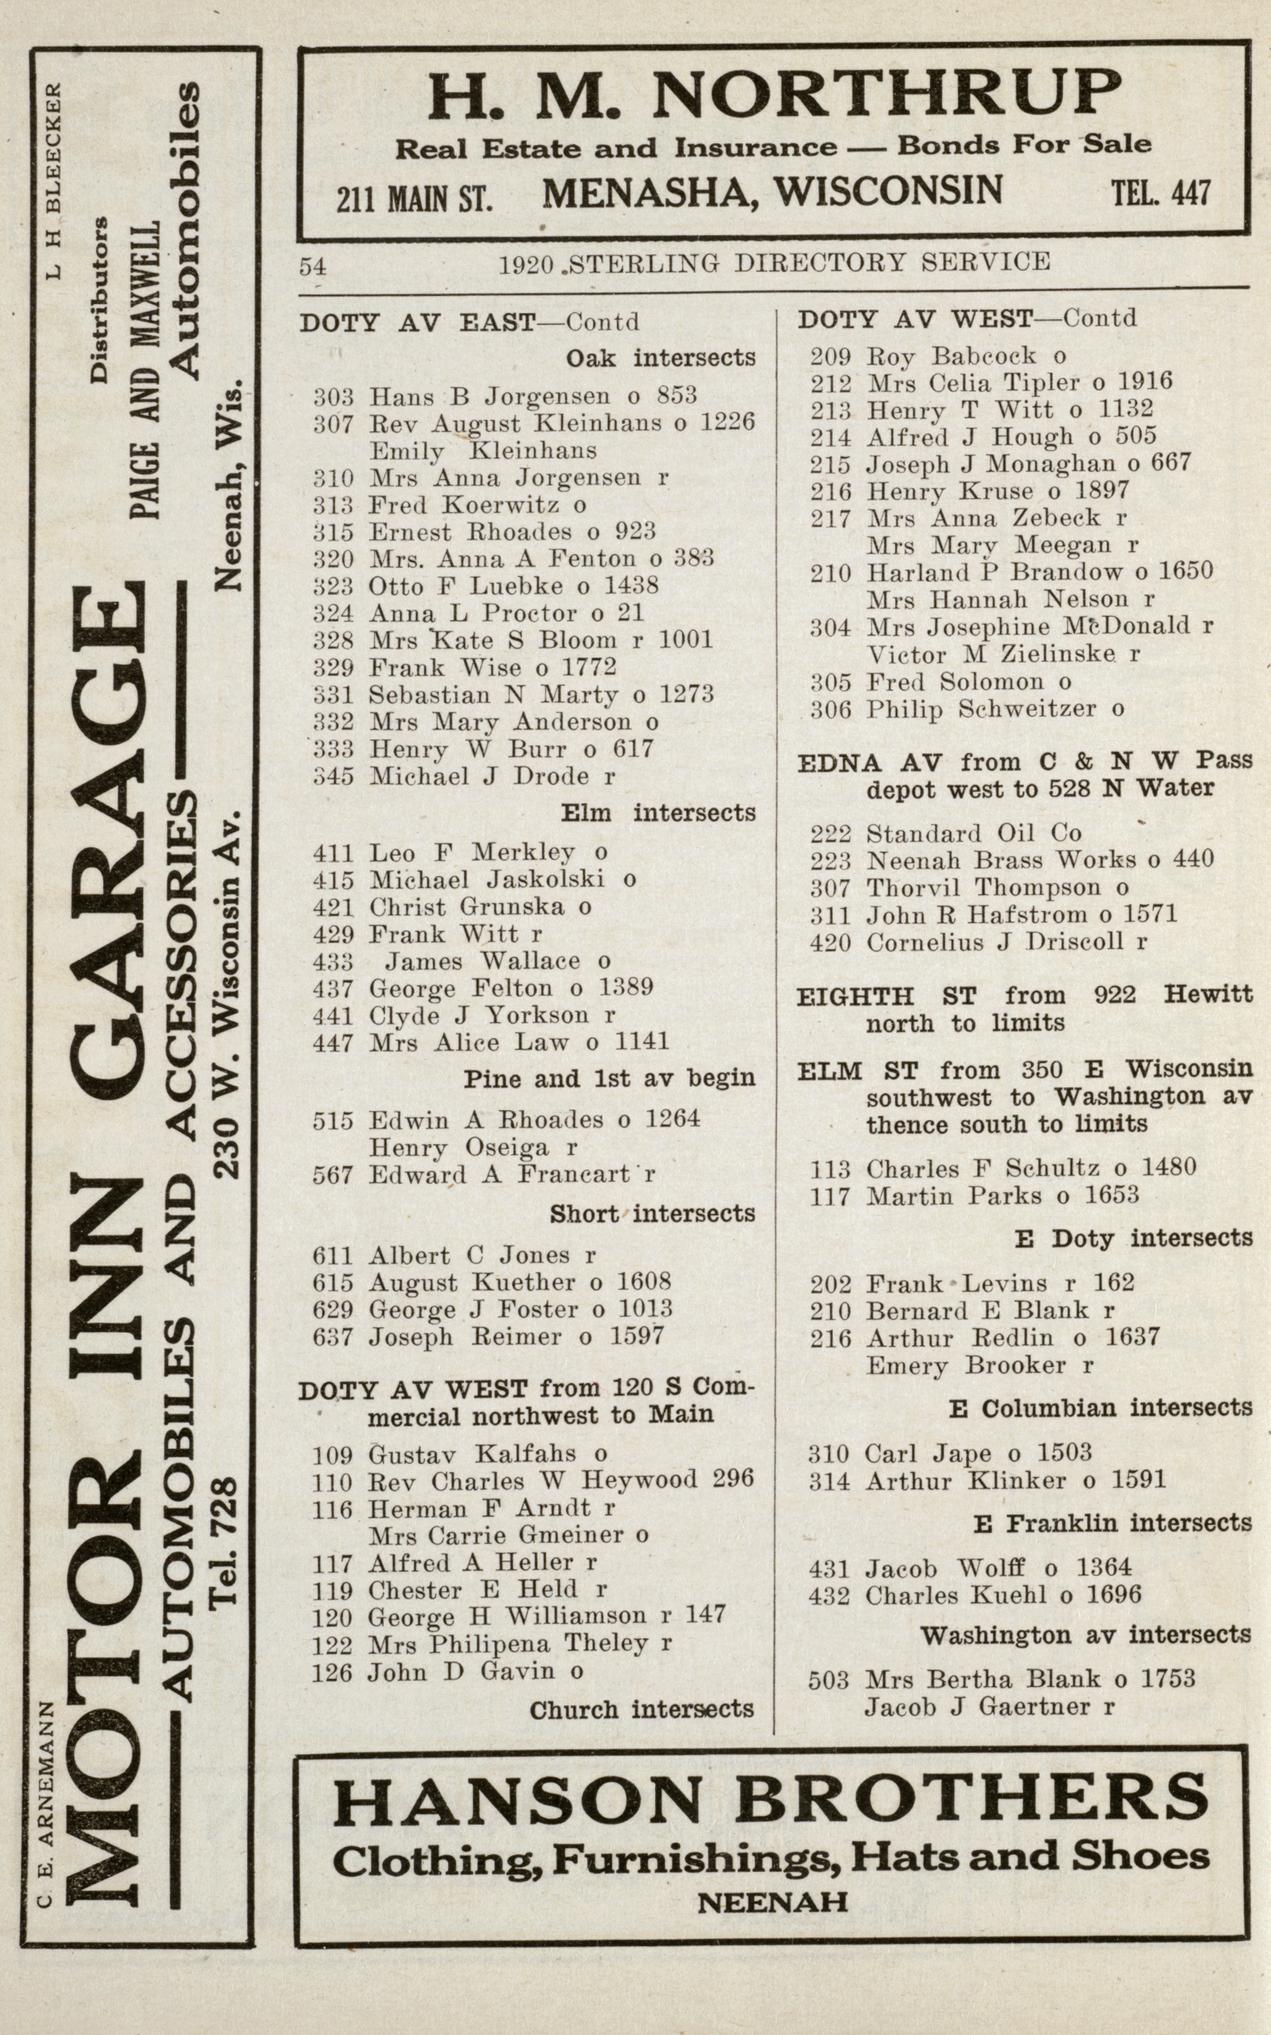 H. M. NORTHRUP
Real Estate and Insurance — Bonds For Sale
211 MAIN ST. MENASHA, WISCONSIN TEL. 447
54 1920 STERLING DIRECTORY SERVICE
DOTY AV EAST—Contd
Oak intersects
303 Hans B Jorgensen o 853
307 Rev August Kleinhans o 1226
Emily Kleinhans
310 Mrs Anna Jorgensen r
313 Fred Koerwitz o
315 Ernest Rhoades o 923
320 Mrs. Anna A Fenton o 383
323 Otto F Luebke o 1438
324 Anna L Proctor o 21
328 Mrs Kate S Bloom r 1001
329 Frank Wise o 1772
331 Sebastian N Marty o 1273
332 Mrs Mary Anderson o
333 Henry W Burr o 617
345 Michael J Drode r
Elm intersects
411 Leo F Merkley o
415 Michael Jaskolski o
421 Christ Grunska o
429 Frank Witt r
433 James Wallace o
437 George Felton o 1389
441 Clyde J Yorkson r
447 Mrs Alice Law o 1141
Pine and 1st av begin
515 Edwin A Rhoades o 1264
Henry Oseiga r
567 Edward A Francart r
Short intersects
611 Albert C Jones r
615 August Kuether o 1608
629 George J Foster o 1013
637 Joseph Reimer o 1597
DOTY AV WEST from 120 S Com-
mercial northwest to Main
109 Gustav Kalfahs o
110 Rev Charles W Heywood 296
116 Herman F Arndt r
Mrs Carrie Gmeiner o
117 Alfred A Heller r
119 Chester E Held r
120 George H Williamson r 147
122 Mrs Philipena Theley r
126 John D Gavin o
Church intersects
DOTY AV WEST—Contd
209 Roy Babcock o
212 Mrs Celia Tipler o 1916
213 Henry T Witt o 1132
214 Alfred J Hough o 505
215 Joseph J Monaghan o 667
216 Henry Kruse o 1897
217 Mrs Anna Zebeck r
Mrs Mary Meegan r
210 Harland P Brandow o 1650
Mrs Hannah Nelson r
304 Mrs Josephine McDonald r
Victor M Zielinske r
305 Fred Solomon o
306 Philip Schweitzer o
EDNA AV from C & N W Pass
depot west to 528 N Water
222 Standard Oil Co
223 Neenah Brass Works o 440
307 Thorvil Thompson o
311 John R Hafstrom o 1571
420 Cornelius J Driscoll r
EIGHTH ST from 922 Hewitt
north to limits
ELM ST from 350 E Wisconsin
southwest to Washington av
thence south to limits
113 Charles F Schultz o 1480
117 Martin Parks o 1653
E Doty intersects
202 Frank Levins r 162
210 Bernard E Blank r
216 Arthur Redlin o 1637
Emery Brooker r
E Columbian intersects
310 Carl Jape o 1503
314 Arthur Klinker o 1591
E Franklin intersects
431 Jacob Wolff o 1364
432 Charles Kuehl o 1696
Washington av intersects
503 Mrs Bertha Blank o 1753
Jacob J Gaertner r
HANSON BROTHERS
Clothing, Furnishings, Hats and Shoes
NEENAH
C. E. ARNEMANN L H BLEECKER
MOTOR INN GARAGE
Distributors
PAIGE AND MAXWELL
Automobiles
AUTOMOBILES AND ACCESSORIES
Tel. 728 230 W. Wisconsin Av. Neenah, Wis.